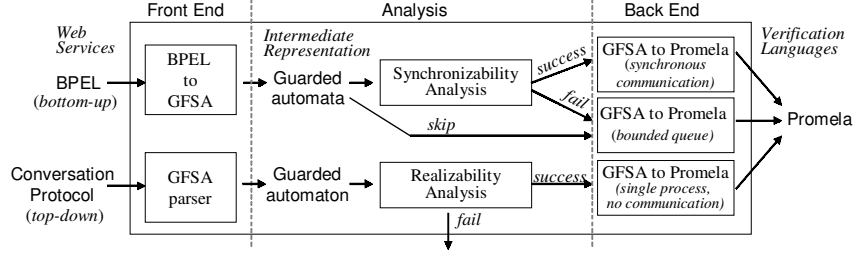 Front End
Analysis
Back End
Web
Services
Intermediate
Representation
Verification
Languages
BPEL
(bottom-up)
BPEL
to
GFSA
Guarded
automata
Synchronizability
Analysis
success
fail
skip
GFSA to Promela
(synchronous
communication)
GFSA to Promela
(bounded queue)
Promela
Conversation
Protocol
(top-down)
GFSA
parser
Guarded
automaton
Realizability
Analysis
success
fail
GFSA to Promela
(single process,
no communication)